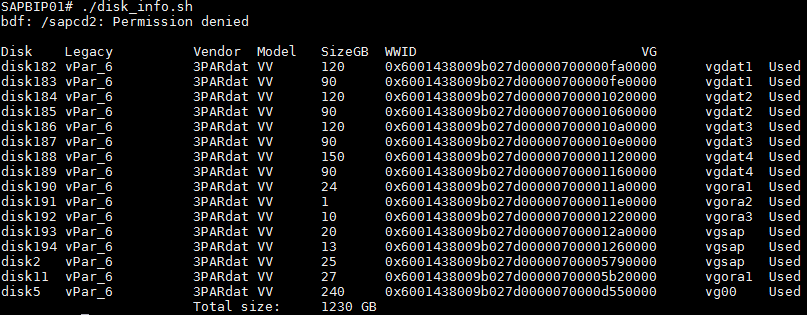 SAPBIP01# ./disk_info.sh
bdf: /sapcd2: Permission denied
Disk Legacy Vendor Model SizeGB WWID VG
disk182 vPar_6 3PARdat VV 120 0x6001438009b027d00000700000fa0000 vgdat1 Used
disk183 vPar_6 3PARdat VV 90 0x6001438009b027d00000700000fe0000 vgdat1 Used
disk184 vPar_6 3PARdat VV 120 0x6001438009b027d00000700001020000 vgdat2 Used
disk185 vPar_6 3PARdat VV 90 0x6001438009b027d00000700001060000 vgdat2 Used
disk186 vPar_6 3PARdat VV 120 0x6001438009b027d000007000010a0000 vgdat3 Used
disk187 vPar_6 3PARdat VV 90 0x6001438009b027d000007000010e0000 vgdat3 Used
disk188 vPar_6 3PARdat VV 150 0x6001438009b027d00000700001120000 vgdat4 Used
disk189 vPar_6 3PARdat VV 90 0x6001438009b027d00000700001160000 vgdat4 Used
disk190 vPar_6 3PARdat VV 24 0x6001438009b027d000007000011a0000 vgora1 Used
disk191 vPar_6 3PARdat VV 1 0x6001438009b027d000007000011e0000 vgora2 Used
disk192 vPar_6 3PARdat VV 10 0x6001438009b027d00000700001220000 vgora3 Used
disk193 vPar_6 3PARdat VV 20 0x6001438009b027d000007000012a0000 vgsap Used
disk194 vPar_6 3PARdat VV 13 0x6001438009b027d00000700001260000 vgsap Used
disk2 vPar_6 3PARdat VV 25 0x6001438009b027d00000700005790000 vgsap Used
disk11 vPar_6 3PARdat VV 27 0x6001438009b027d00000700005b20000 vgora1 Used
disk5 vPar_6 3PARdat VV 240 0x6001438009b027d0000070000d550000 vg00 Used
Total size: 1230 GB